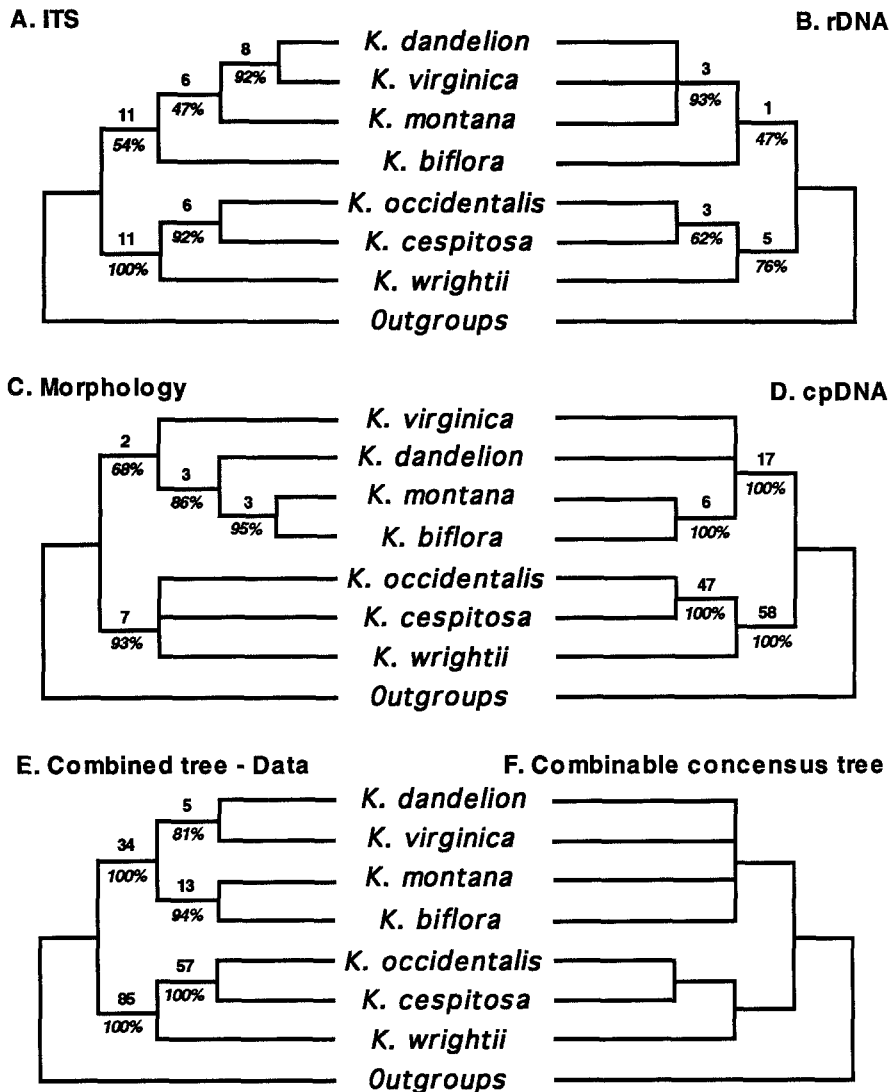 A. ITS
B. rDNA
8
92%
6
47%
11
54%
6
92%
11
100%
K. dandelion
K. virginica
K. montana
K. biflora
K. occidentalis
K. cespitosa
K. wrightii
Outgroups
3
93%
1
47%
3
62%
5
76%
C. Morphology
D. cpDNA
2
68%
3
86%
3
95%
7
93%
K. virginica
K. dandelion
K. montana
K. biflora
K. occidentalis
K. cespitosa
K. wrightii
Outgroups
17
100%
6
100%
47
100%
58
100%
E. Combined tree - Data
F. Combinable concensus tree
5
81%
34
100%
13
94%
57
100%
85
100%
K. dandelion
K. virginica
K. montana
K. biflora
K. occidentalis
K. cespitosa
K. wrightii
Outgroups